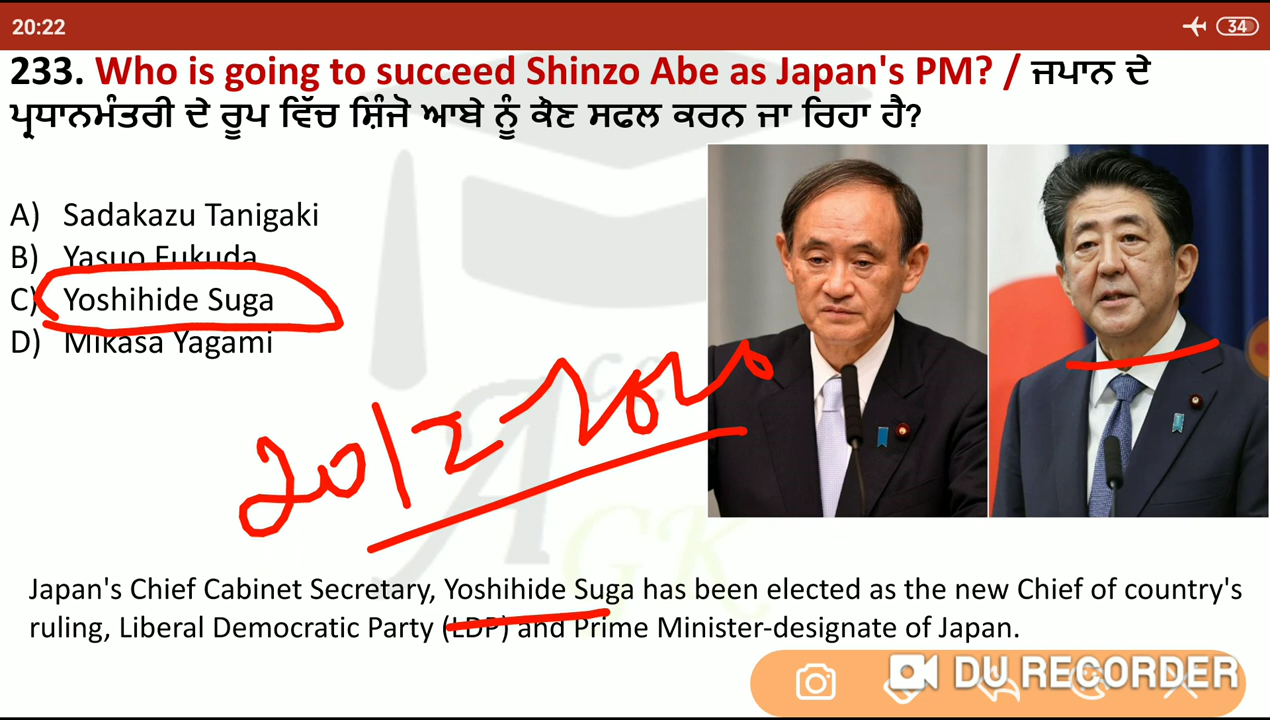 20:22
34
233. Who is going to succeed Shinzo Abe as Japan's PM? / ਜਪਾਨ ਦੇ
ਪ੍ਰਧਾਨਮੰਤਰੀ ਦੇ ਰੂਪ ਵਿੱਚ ਸ਼ਿੰਜੋ ਆਬੇ ਨੂੰ ਕੌਣ ਸਫਲ ਕਰਨ ਜਾ ਰਿਹਾ ਹੈ?
A) Sadakazu Tanigaki
B) Yasuo Fukuda
C) Yoshihide Suga
D) Mikasa Yagami
2012-2020
AGK
Japan's Chief Cabinet Secretary, Yoshihide Suga has been elected as the new Chief of country's
ruling, Liberal Democratic Party (LDP) and Prime Minister-designate of Japan.
DU RECORDER